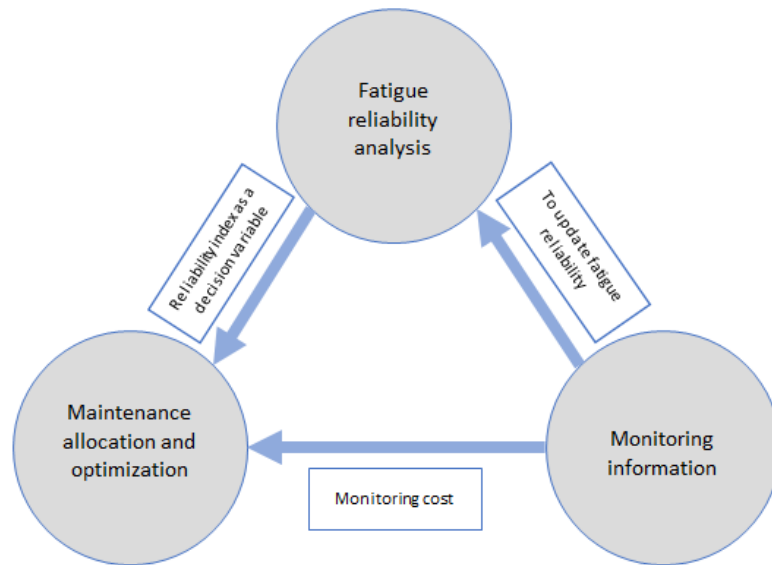 Fatigue
reliability
analysis
Reliability index as a
decision variable
To update fatigue
reliability
Maintenance
allocation and
optimization
Monitoring
information
Monitoring cost